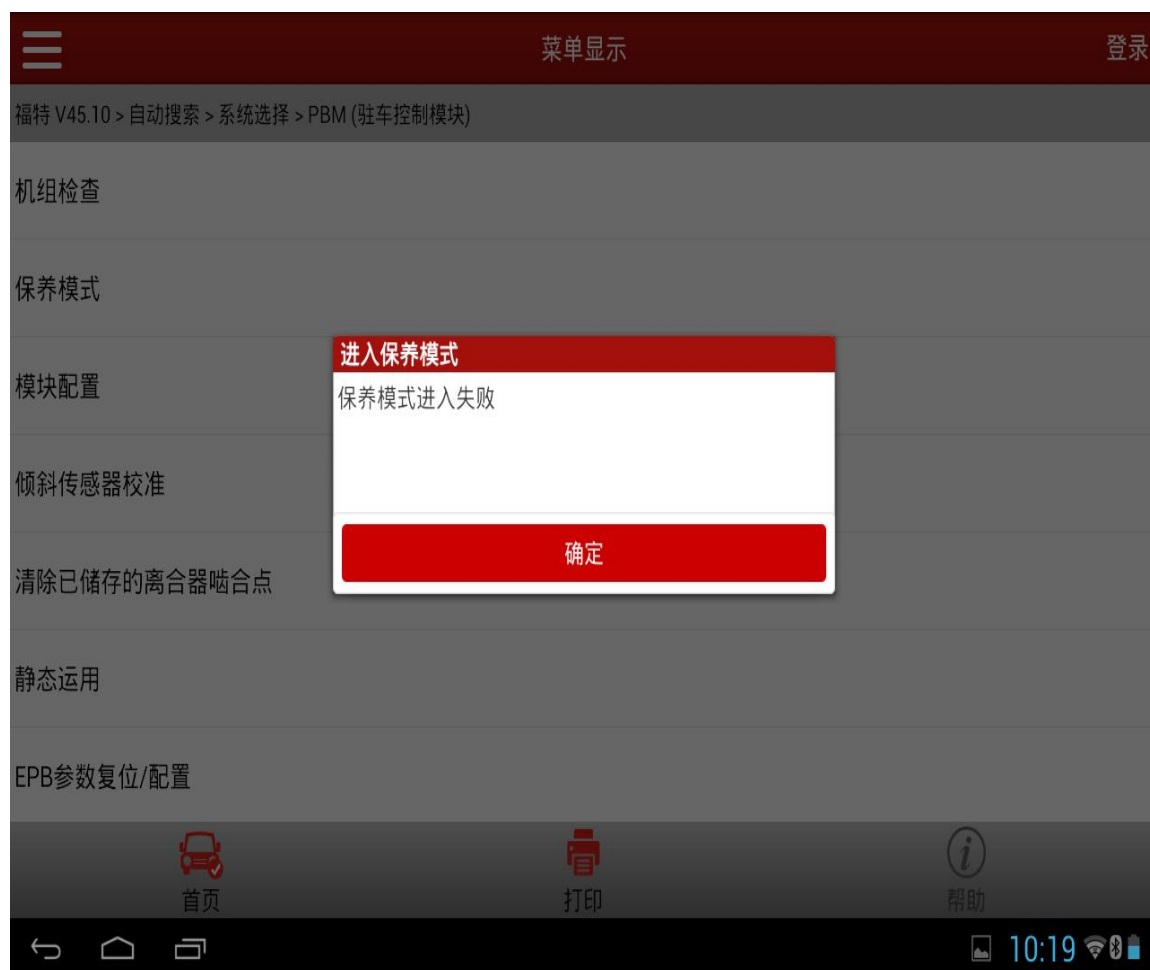 菜单显示
登录
福特 V45.10 > 自动搜索 > 系统选择 > PBM (驻车控制模块)
机组检查
保养模式
进入保养模式
保养模式进入失败
模块配置
倾斜传感器校准
确定
清除已储存的离合器啮合点
静态运用
EPB参数复位/配置
首页
打印
帮助
10:19